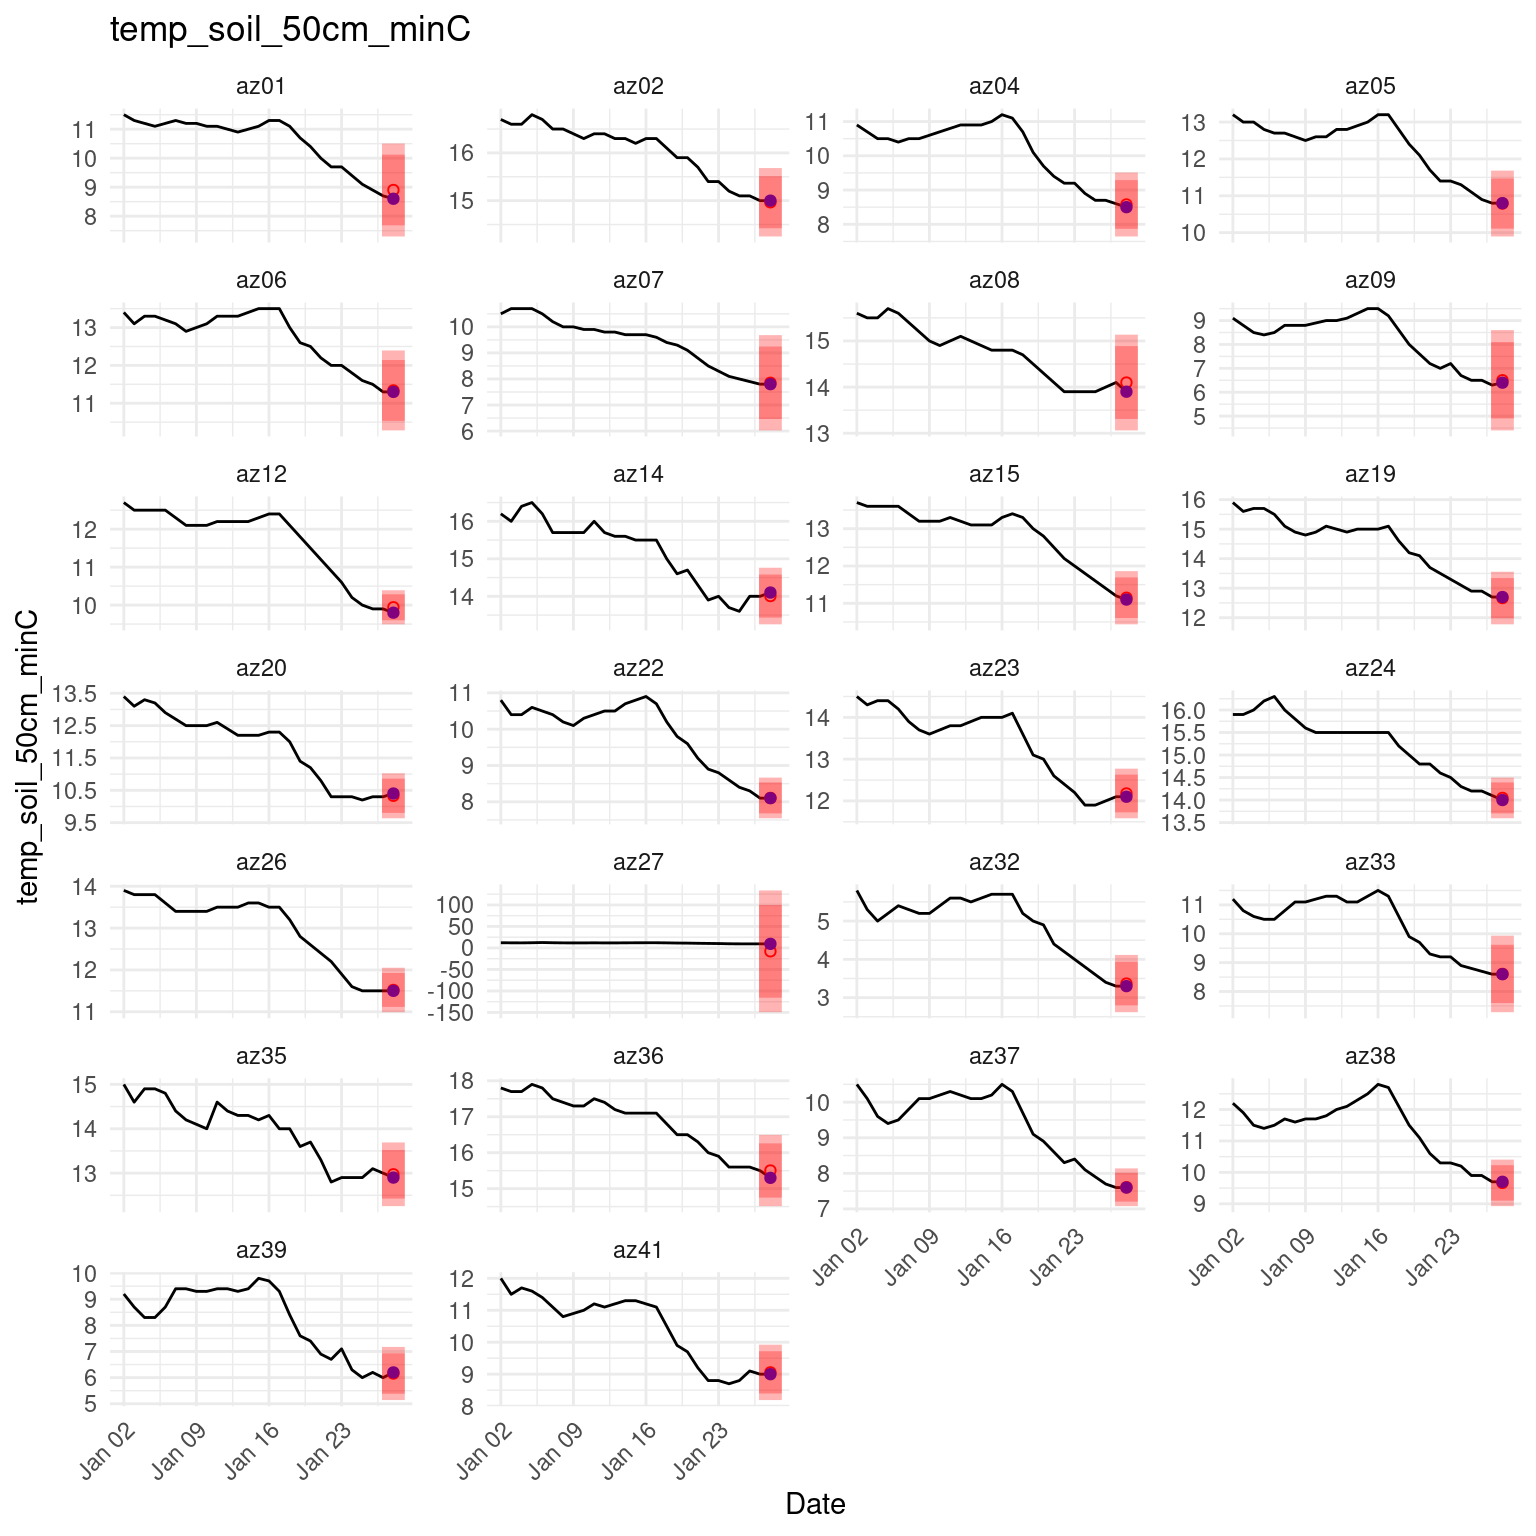 temp_soil_50cm_minC
az01 az02 az04 az05
11 10 9 8
16 15
11 10 9 8
13 12 11 10
az06 az07 az08 az09
13 12 11
10 9 8 7 6
15 14 13
9 8 7 6 5
az12 az14 az15 az19
12 11 10
16 15 14
13 12 11
16 15 14 13 12
az20 az22 az23 az24
13.5 12.5 11.5 10.5 9.5
11 10 9 8
14 13 12
16.0 15.5 15.0 14.5 14.0 13.5
az26 az27 az32 az33
14 13 12 11
100 50 0 -50 -100 -150
5 4 3
11 10 9 8
az35 az36 az37 az38
15 14 13
18 17 16 15
10 9 8 7
12 11 10 9
Jan 02 Jan 09 Jan 16 Jan 23
Jan 02 Jan 09 Jan 16 Jan 23
az39 az41
10 9 8 7 6 5
12 11 10 9 8
Jan 02 Jan 09 Jan 16 Jan 23
Jan 02 Jan 09 Jan 16 Jan 23
temp_soil_50cm_minC
Date